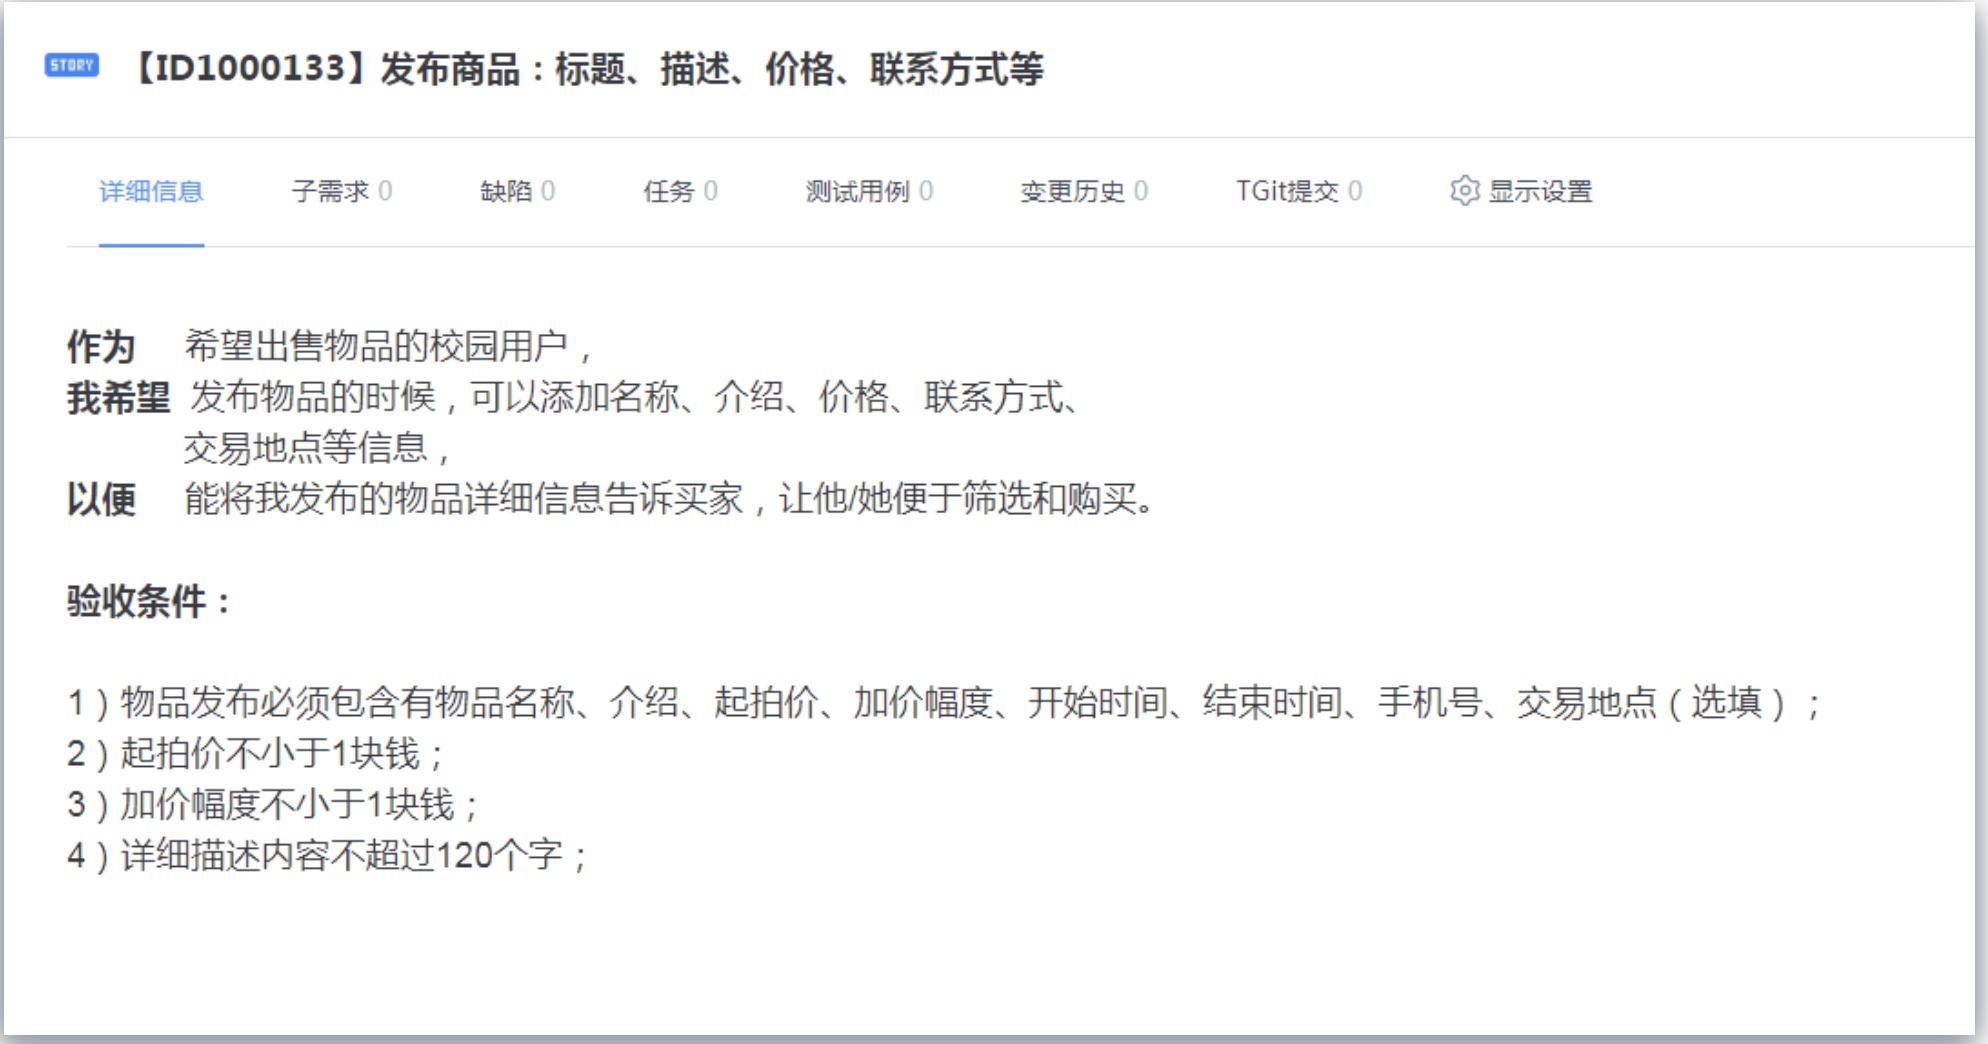 STORY 【ID1000133】发布商品：标题、描述、价格、联系方式等
详细信息 子需求 0 缺陷 0 任务 0 测试用例 0 变更历史 0 TGit提交 0 显示设置
作为 希望出售物品的校园用户，
我希望 发布物品的时候，可以添加名称、介绍、价格、联系方式、
交易地点等信息，
以便 能将我发布的物品详细信息告诉买家，让他/她便于筛选和购买。
验收条件：
1）物品发布必须包含有物品名称、介绍、起拍价、加价幅度、开始时间、结束时间、手机号、交易地点（选填）；
2）起拍价不小于1块钱；
3）加价幅度不小于1块钱；
4）详细描述内容不超过120个字；